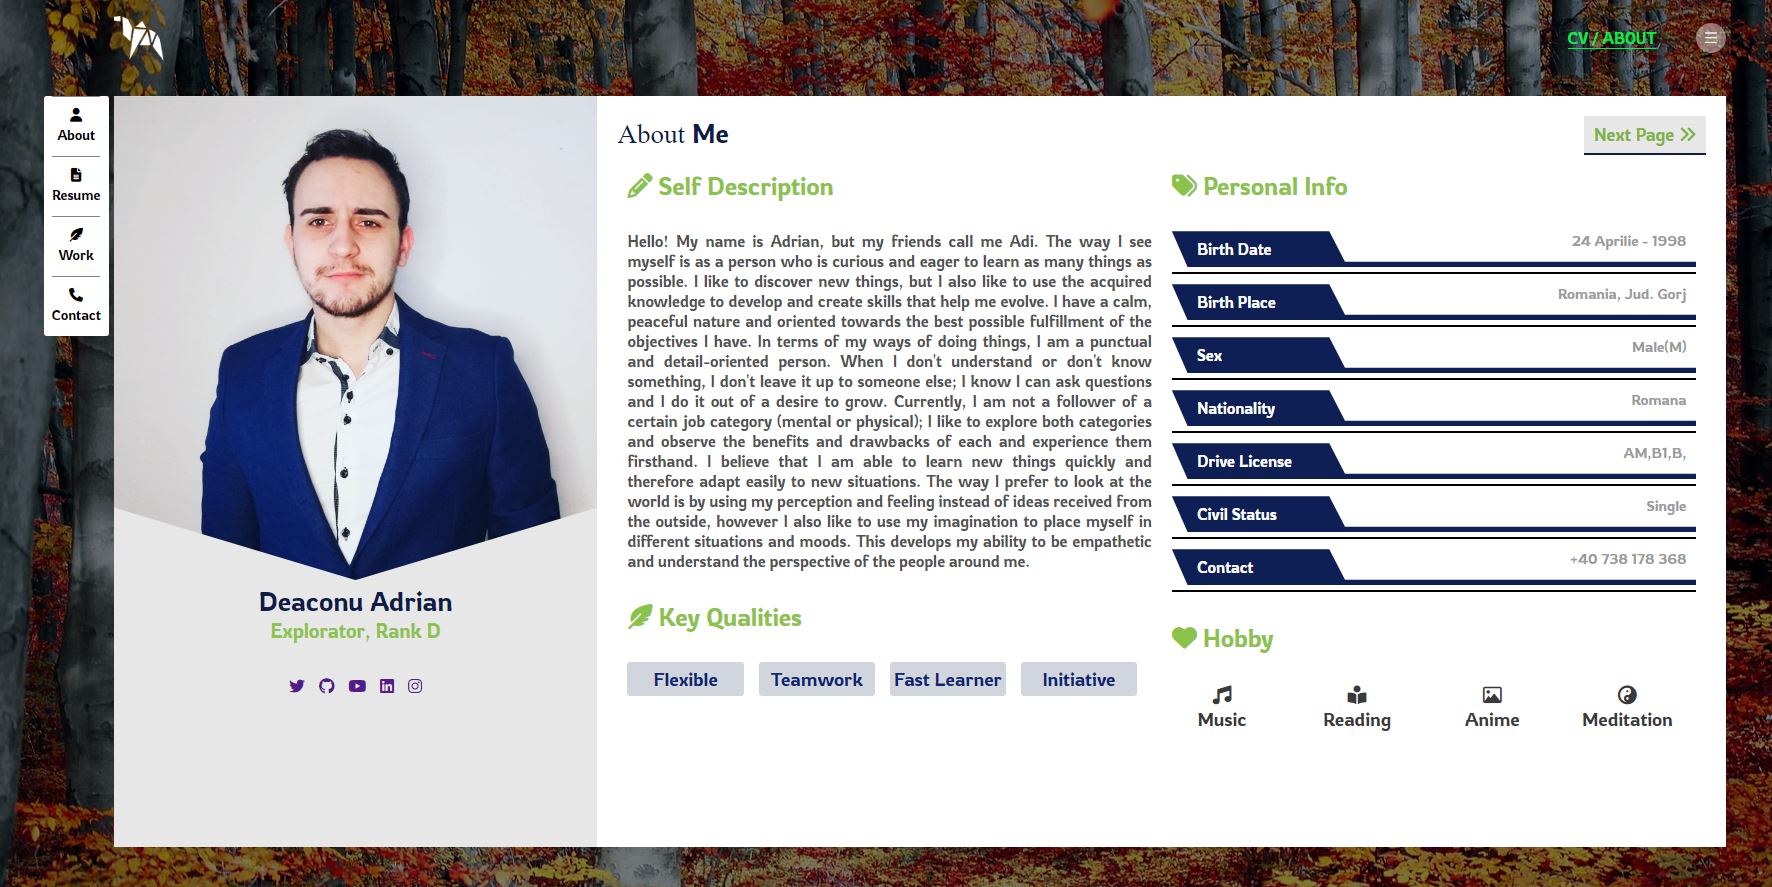 CV / ABOUT
About
Resume
Work
Contact
About Me
Next Page
Self Description
Hello! My name is Adrian, but my friends call me Adi. The way I see
myself is as a person who is curious and eager to learn as many things as
possible. I like to discover new things, but I also like to use the acquired
knowledge to develop and create skills that help me evolve. I have a calm,
peaceful nature and oriented towards the best possible fulfillment of the
objectives I have. In terms of my ways of doing things, I am a punctual
and detail-oriented person. When I don't understand or don't know
something, I don't leave it up to someone else; I know I can ask questions
and I do it out of a desire to grow. Currently, I am not a follower of a
certain job category (mental or physical); I like to explore both categories
and observe the benefits and drawbacks of each and experience them
firsthand. I believe that I am able to learn new things quickly and
therefore adapt easily to new situations. The way I prefer to look at the
world is by using my perception and feeling instead of ideas received from
the outside, however I also like to use my imagination to place myself in
different situations and moods. This develops my ability to be empathetic
and understand the perspective of the people around me.
Key Qualities
Flexible
Teamwork
Fast Learner
Initiative
Personal Info
Birth Date
24 Aprilie - 1998
Birth Place
Romania, Jud. Gorj
Sex
Male(M)
Nationality
Romana
Drive License
AM,B1,B,
Civil Status
Single
Contact
+40 738 178 368
Hobby
Music
Reading
Anime
Meditation
Deaconu Adrian
Explorator, Rank D